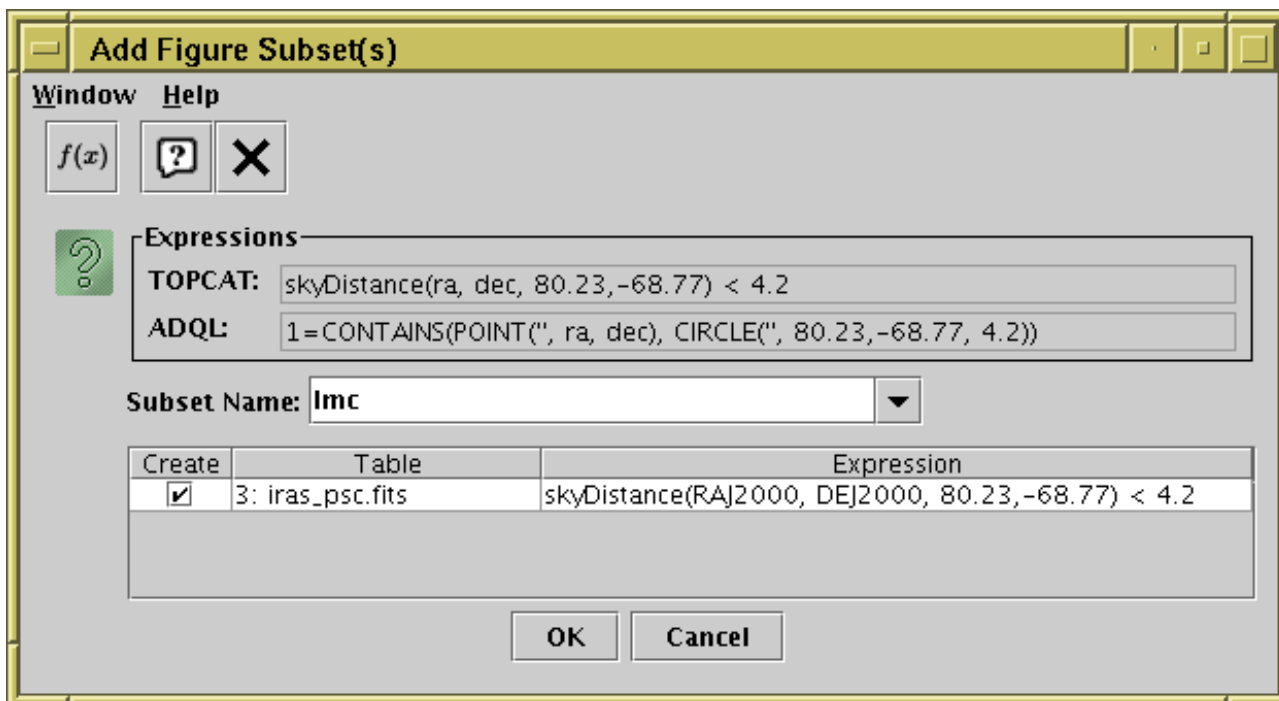 Add Figure Subset(s)
Window Help
f(x)
Expressions
TOPCAT: skyDistance(ra, dec, 80.23,-68.77) < 4.2
ADQL: 1=CONTAINS(POINT('', ra, dec), CIRCLE('', 80.23,-68.77, 4.2))
Subset Name: lmc
Create Table Expression
3: iras_psc.fits skyDistance(RAJ2000, DEJ2000, 80.23,-68.77) < 4.2
OK Cancel